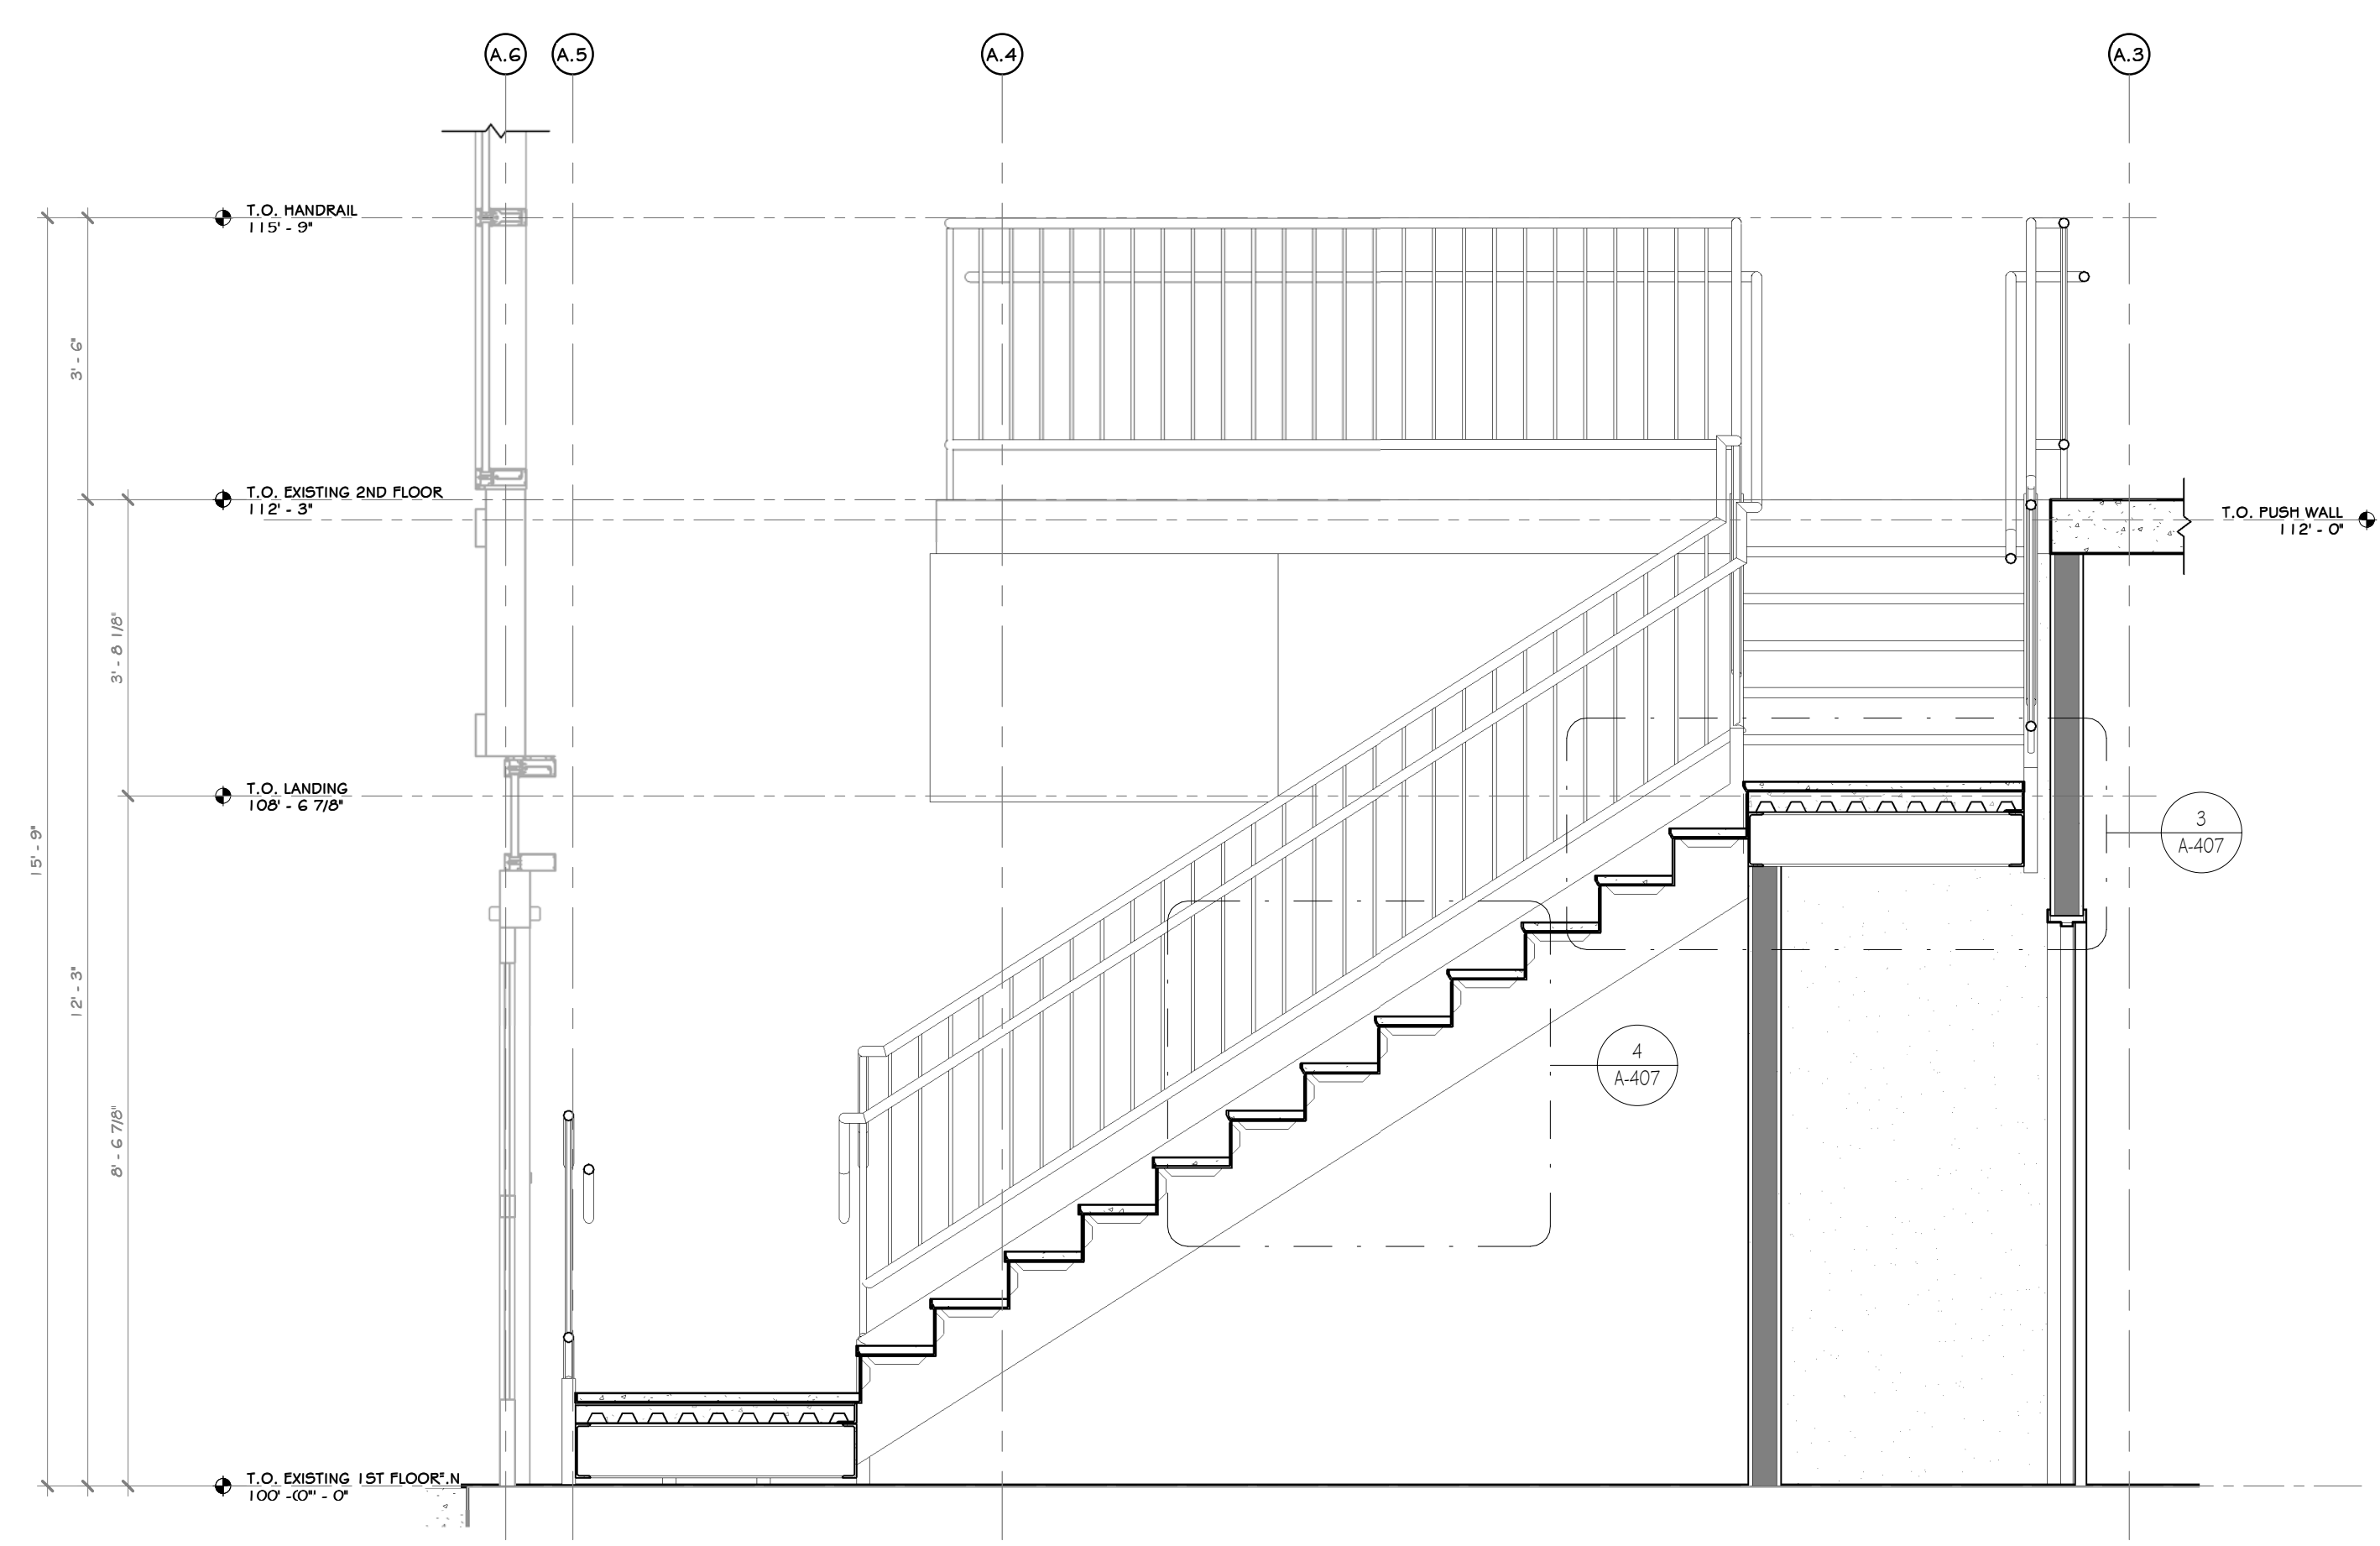 A.6
A.5
A.4
A.3
T.O. HANDRAIL
115' - 9"
3' - 6"
T.O. EXISTING 2ND FLOOR
112' - 3"
T.O. PUSH WALL
112' - 0"
3' - 8 1/8"
T.O. LANDING
108' - 6 7/8"
3
A-407
15' - 9"
12' - 3"
8' - 6 7/8"
4
A-407
T.O. EXISTING 1ST FLOOR
100'